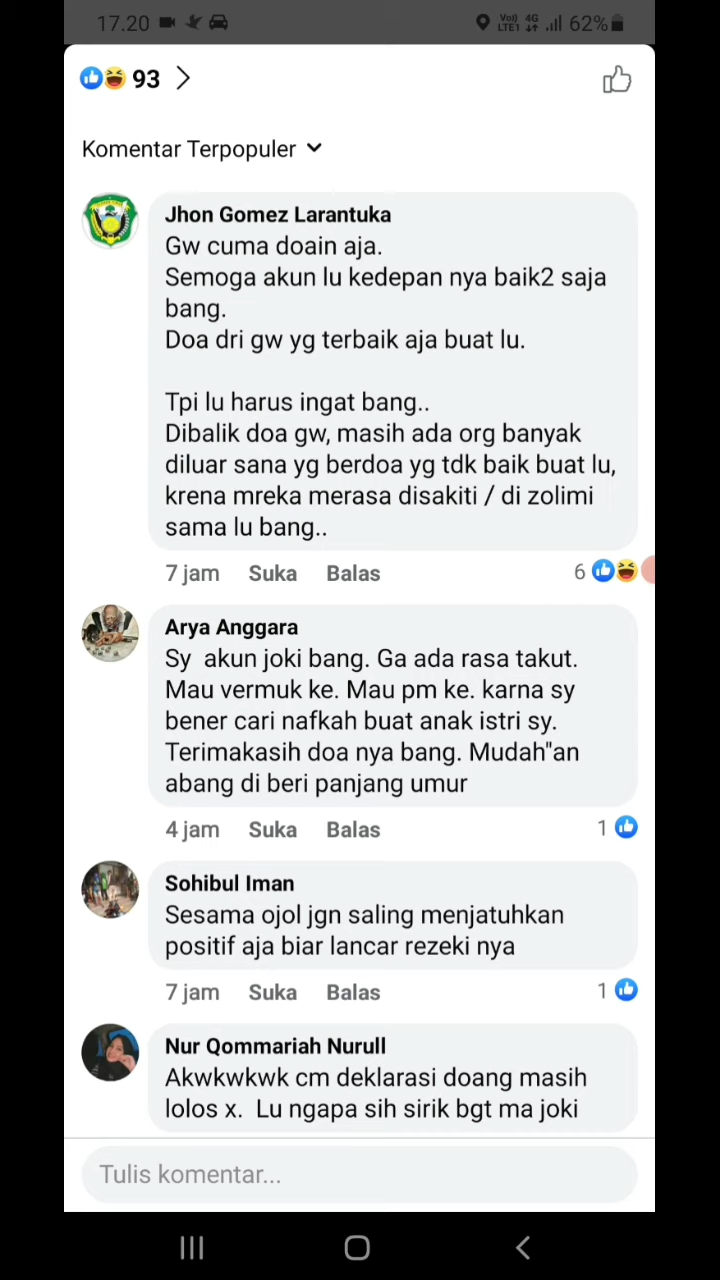 17.20
Vo))
LTE1
4G
62%
93
Komentar Terpopuler
Jhon Gomez Larantuka
Gw cuma doain aja.
Semoga akun lu kedepan nya baik2 saja
bang.
Doa dri gw yg terbaik aja buat lu.
Tpi lu harus ingat bang..
Dibalik doa gw, masih ada org banyak
diluar sana yg berdoa yg tdk baik buat lu,
krena mreka merasa disakiti / di zolimi
sama lu bang..
7 jam Suka Balas 6
Arya Anggara
Sy akun joki bang. Ga ada rasa takut.
Mau vermuk ke. Mau pm ke. karna sy
bener cari nafkah buat anak istri sy.
Terimakasih doa nya bang. Mudah"an
abang di beri panjang umur
4 jam Suka Balas 1
Sohibul Iman
Sesama ojol jgn saling menjatuhkan
positif aja biar lancar rezeki nya
7 jam Suka Balas 1
Nur Qommariah Nurull
Akwkwkwk cm deklarasi doang masih
lolos x. Lu ngapa sih sirik bgt ma joki
Tulis komentar...